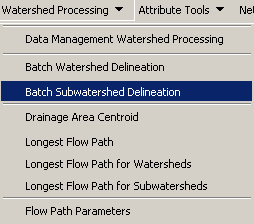 Watershed Processing Attribute Tools Ne
Data Management Watershed Processing
Batch Watershed Delineation
Batch Subwatershed Delineation
Drainage Area Centroid
Longest Flow Path
Longest Flow Path for Watersheds
Longest Flow Path for Subwatersheds
Flow Path Parameters